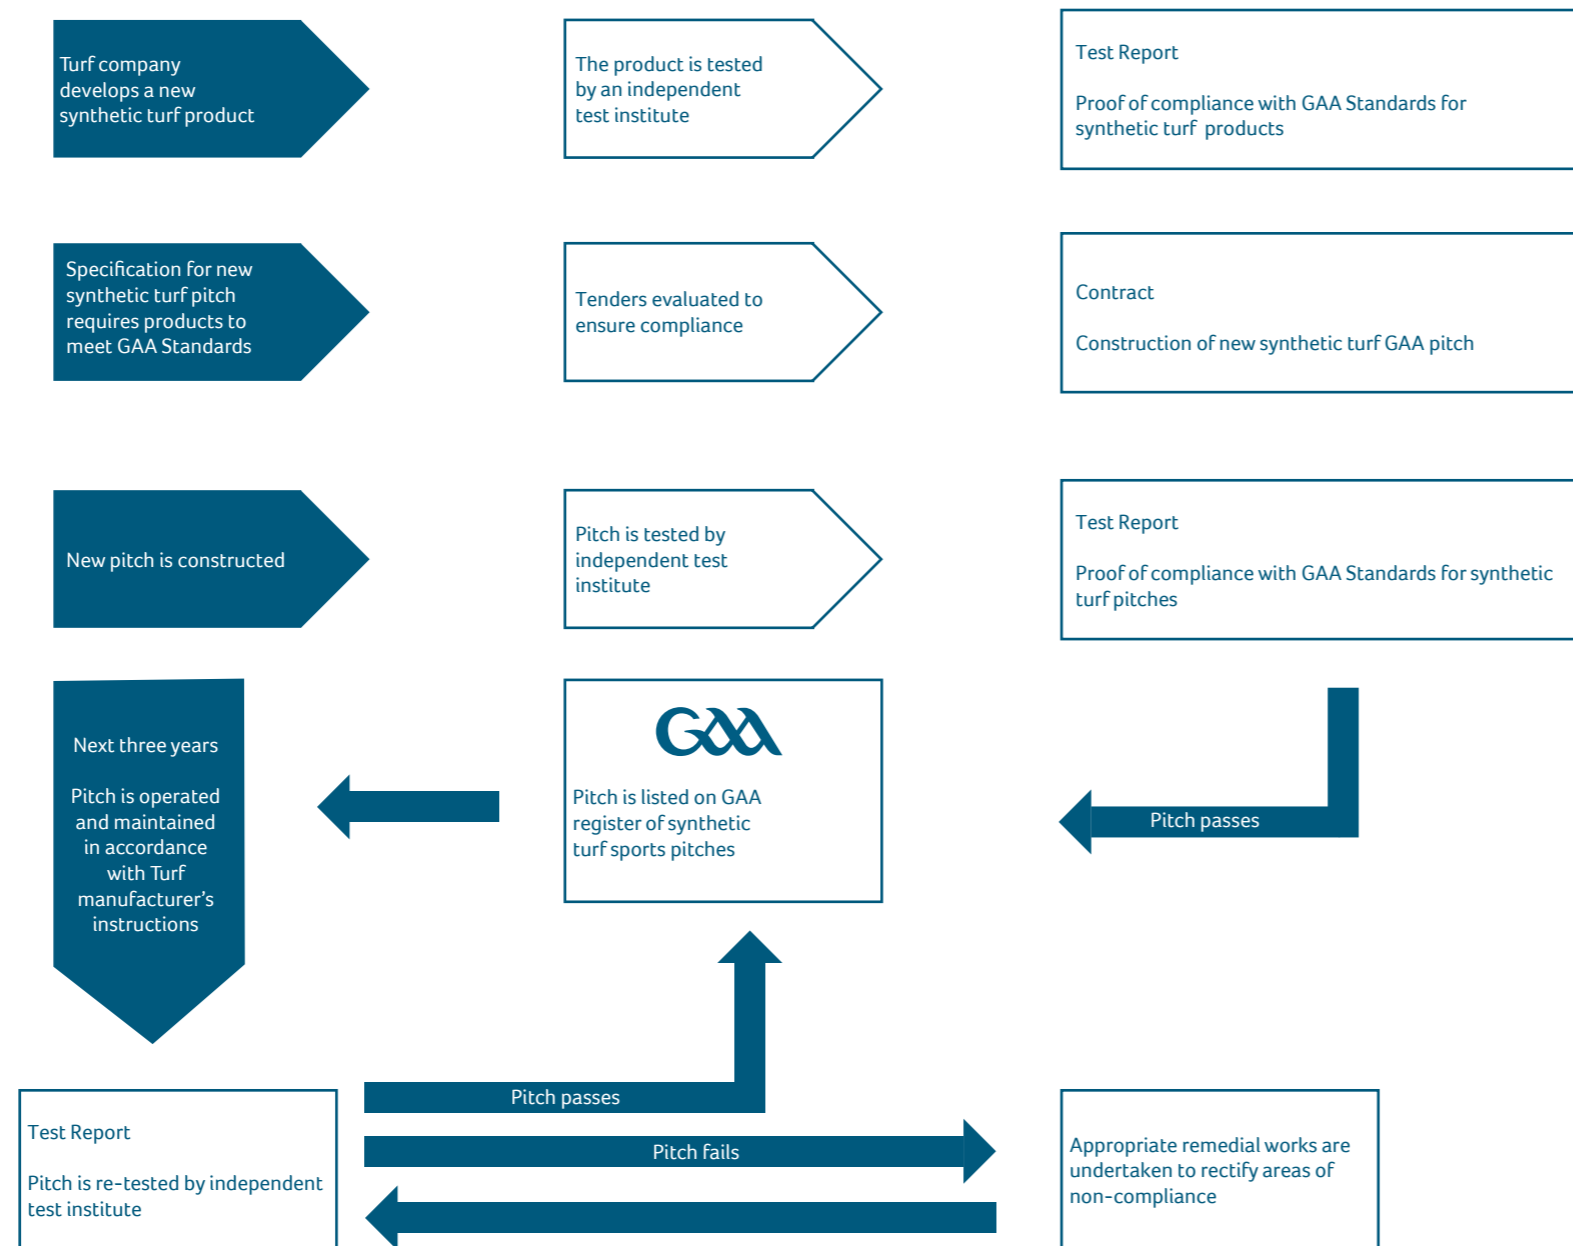 Turf company
develops a new
synthetic turf product
The product is tested
by an independent
test institute
Test Report
Proof of compliance with GAA Standards for
synthetic turf products
Specification for new
synthetic turf pitch
requires products to
meet GAA Standards
Tenders evaluated to
ensure compliance
Contract
Construction of new synthetic turf GAA pitch
New pitch is constructed
Pitch is tested by
independent test
institute
Test Report
Proof of compliance with GAA Standards for synthetic
turf pitches
Next three years
Pitch is operated
and maintained
in accordance
with Turf
manufacturer's
instructions
GAA
Pitch is listed on GAA
register of synthetic
turf sports pitches
Pitch passes
Pitch passes
Pitch fails
Test Report
Pitch is re-tested by independent
test institute
Appropriate remedial works are
undertaken to rectify areas of
non-compliance